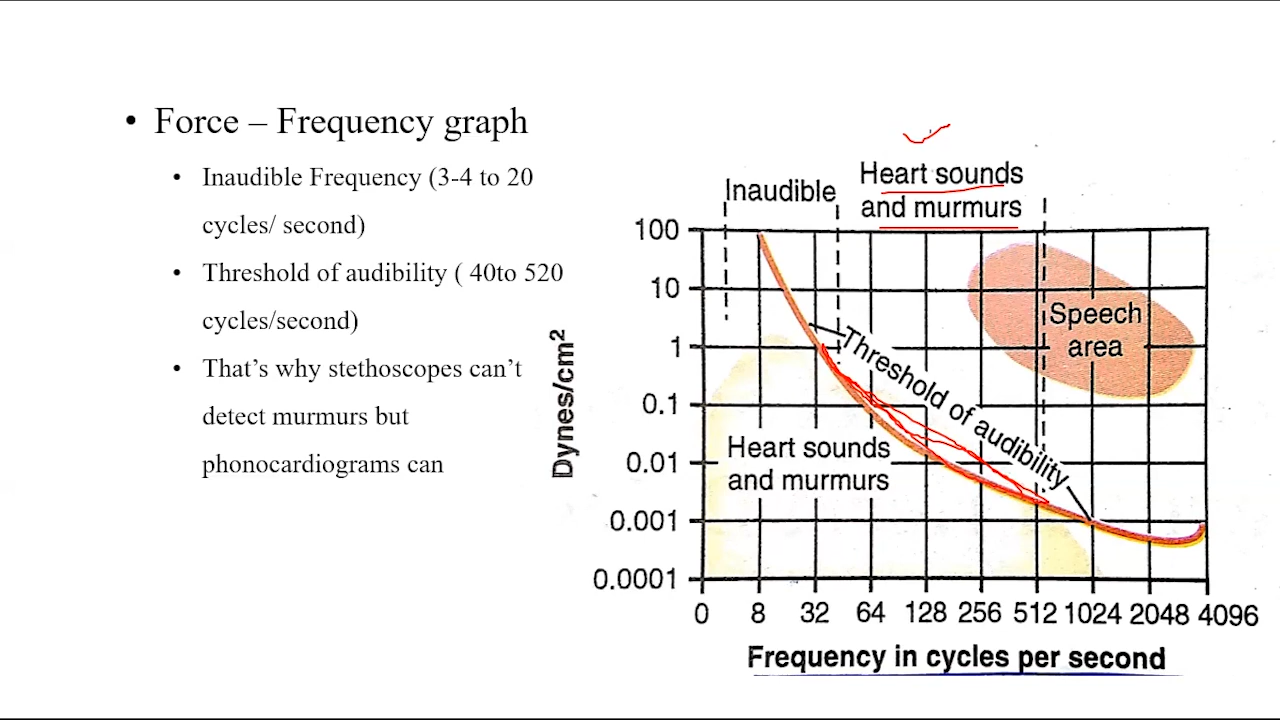 • Force – Frequency graph
• Inaudible Frequency (3-4 to 20
cycles/ second)
• Threshold of audibility ( 40to 520
cycles/second)
• That’s why stethoscopes can’t
detect murmurs but
phonocardiograms can
Inaudible
Heart sounds
and murmurs
100
10
1
0.1
0.01
0.001
0.0001
Dynes/cm²
Speech
area
Threshold of audibility
Heart sounds
and murmurs
0 8 32 64 128 256 512 1024 2048 4096
Frequency in cycles per second